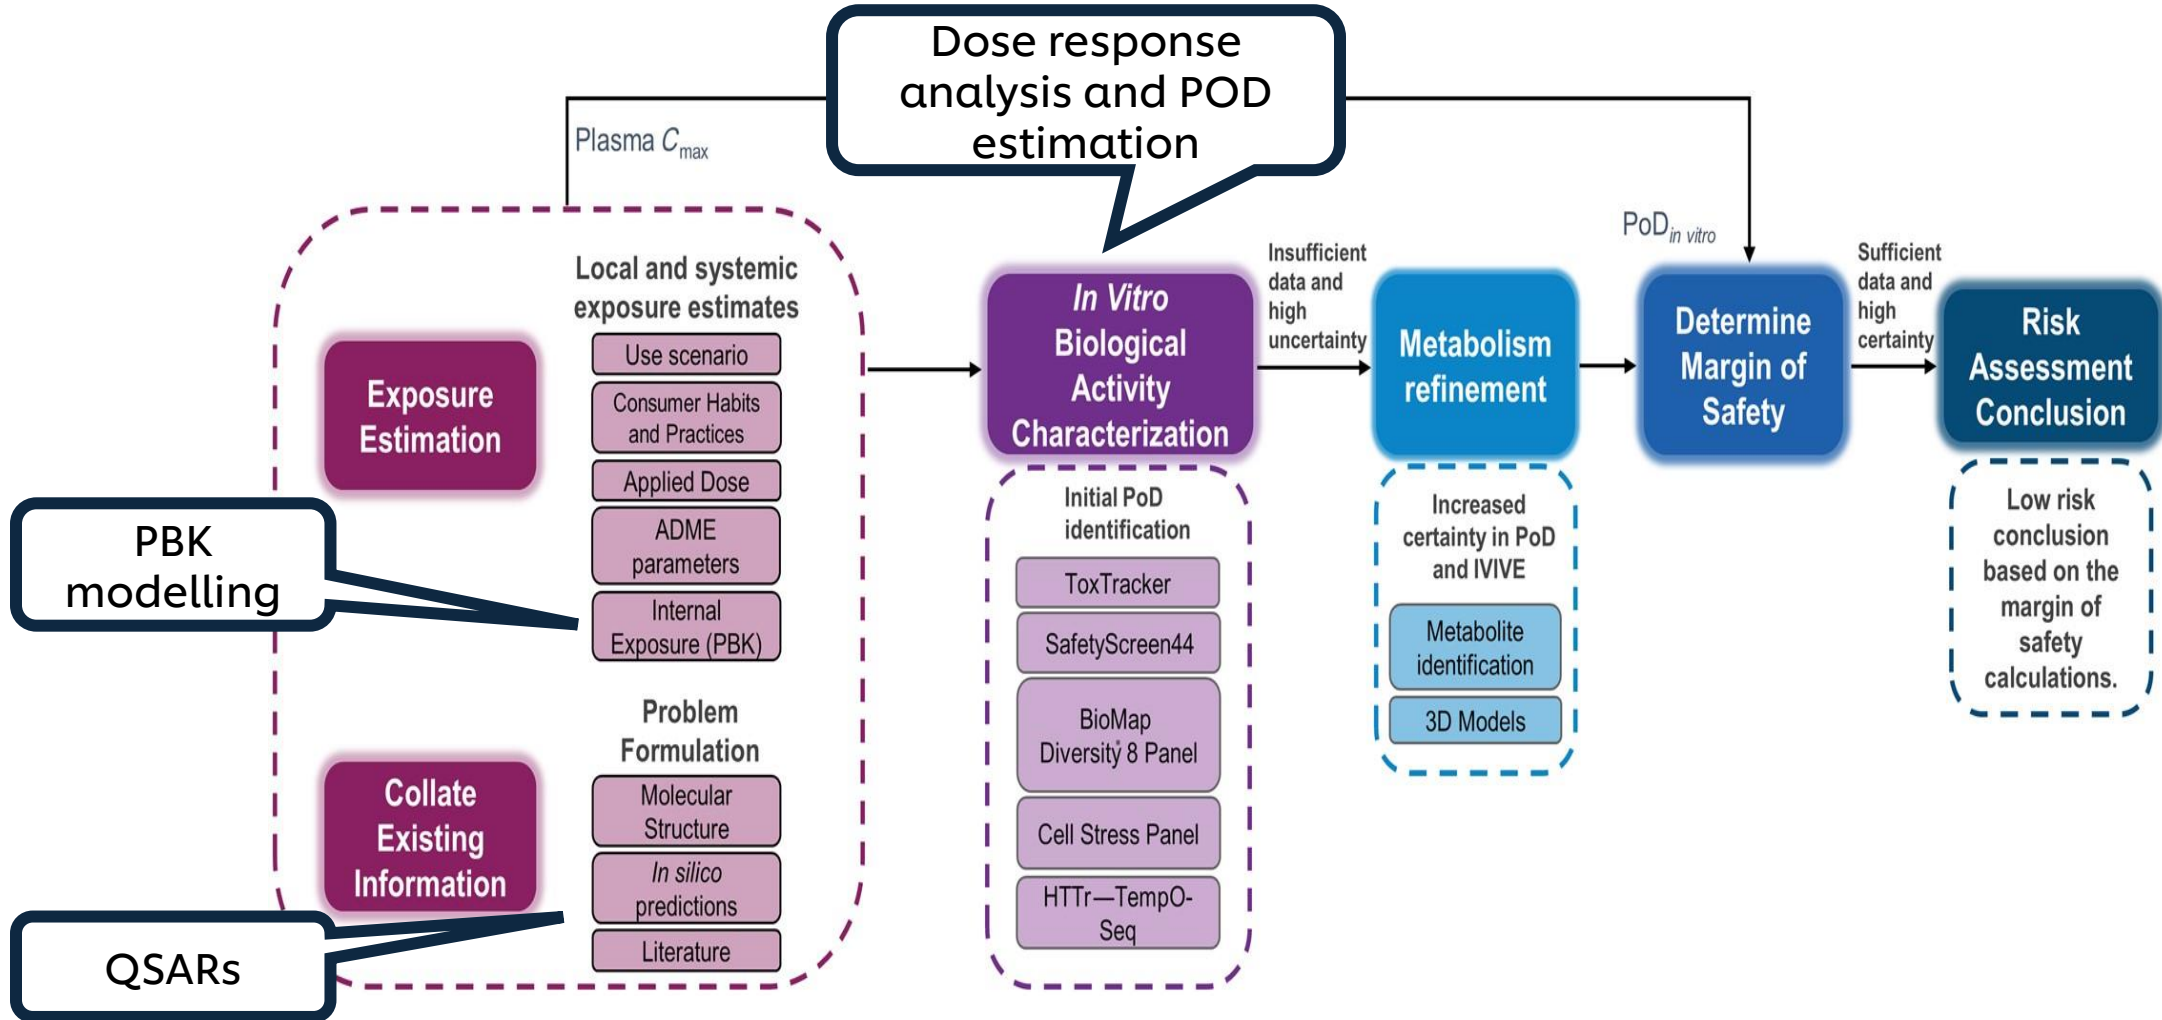 Dose response
analysis and POD
estimation
Plasma Cmax
PoDin vitro
Local and systemic
exposure estimates
Exposure
Estimation
Use scenario
Consumer Habits
and Practices
Applied Dose
ADME
parameters
Internal
Exposure (PBK)
PBK
modelling
Problem
Formulation
Collate
Existing
Information
Molecular
Structure
In silico
predictions
Literature
QSARs
In Vitro
Biological
Activity
Characterization
Initial PoD
identification
ToxTracker
SafetyScreen44
BioMap
Diversity® 8 Panel
Cell Stress Panel
HTTr—TempO-
Seq
Insufficient
data and
high
uncertainty
Metabolism
refinement
Increased
certainty in PoD
and IVIVE
Metabolite
identification
3D Models
Determine
Margin of
Safety
Sufficient
data and
high
certainty
Risk
Assessment
Conclusion
Low risk
conclusion
based on the
margin of
safety
calculations.